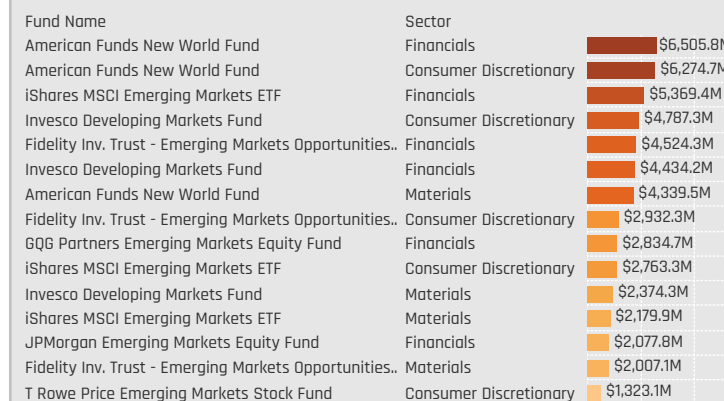 Fund Name Sector
American Funds New World Fund Financials $6,505.8M
American Funds New World Fund Consumer Discretionary $6,274.7M
iShares MSCI Emerging Markets ETF Financials $5,369.4M
Invesco Developing Markets Fund Consumer Discretionary $4,787.3M
Fidelity Inv. Trust - Emerging Markets Opportunities.. Financials $4,524.3M
Invesco Developing Markets Fund Financials $4,434.2M
American Funds New World Fund Materials $4,339.5M
Fidelity Inv. Trust - Emerging Markets Opportunities.. Consumer Discretionary $2,932.3M
GQG Partners Emerging Markets Equity Fund Financials $2,834.7M
iShares MSCI Emerging Markets ETF Consumer Discretionary $2,763.3M
Invesco Developing Markets Fund Materials $2,374.3M
iShares MSCI Emerging Markets ETF Materials $2,179.9M
JPMorgan Emerging Markets Equity Fund Financials $2,077.8M
Fidelity Inv. Trust - Emerging Markets Opportunities.. Materials $2,007.1M
T Rowe Price Emerging Markets Stock Fund Consumer Discretionary $1,323.1M